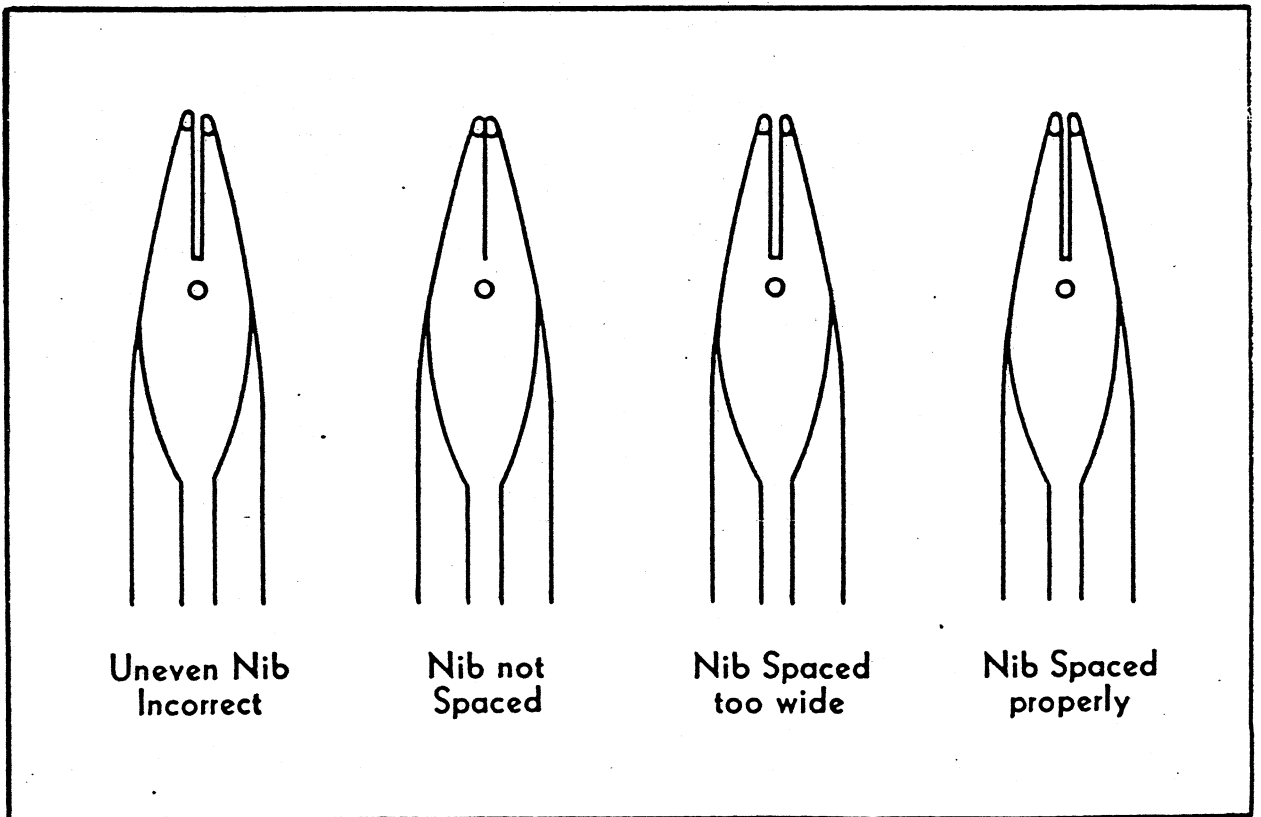 Uneven Nib
Incorrect
Nib not
Spaced
Nib Spaced
too wide
Nib Spaced
properly